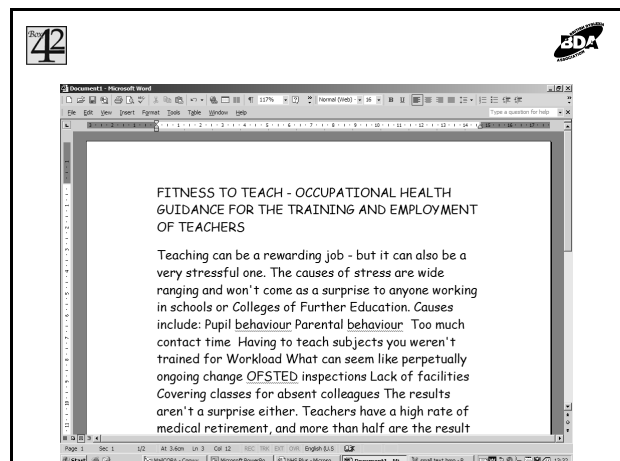 Box 42
BDA
BRITISH DYSLEXIA ASSOCIATION
Document1 - Microsoft Word
117% Normal (Web) 16 B U
File Edit View Insert Format Tools Table Window Help
Type a question for help
FITNESS TO TEACH - OCCUPATIONAL HEALTH
GUIDANCE FOR THE TRAINING AND EMPLOYMENT
OF TEACHERS
Teaching can be a rewarding job - but it can also be a
very stressful one. The causes of stress are wide
ranging and won't come as a surprise to anyone working
in schools or Colleges of Further Education. Causes
include: Pupil behaviour Parental behaviour Too much
contact time Having to teach subjects you weren't
trained for Workload What can seem like perpetually
ongoing change OFSTED inspections Lack of facilities
Covering classes for absent colleagues The results
aren't a surprise either. Teachers have a high rate of
medical retirement, and more than half are the result
Page 1 Sec 1 1/2 At 3.6cm Ln 3 Col 12 REC TRK EXT OVR English (U.S
Start